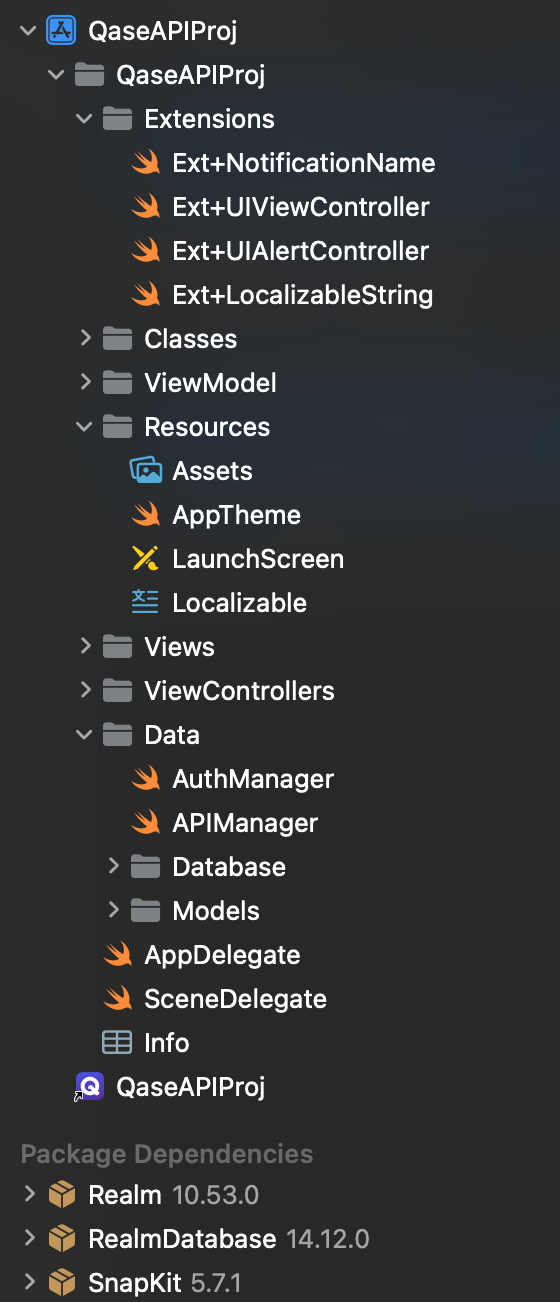 QaseAPIProj
QaseAPIProj
Extensions
Ext+NotificationName
Ext+UIViewController
Ext+UIAlertController
Ext+LocalizableString
Classes
ViewModel
Resources
Assets
AppTheme
LaunchScreen
Localizable
Views
ViewControllers
Data
AuthManager
APIManager
Database
Models
AppDelegate
SceneDelegate
Info
QaseAPIProj
Package Dependencies
Realm 10.53.0
RealmDatabase 14.12.0
SnapKit 5.7.1